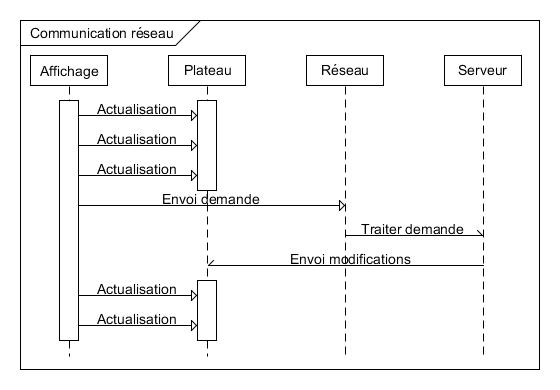 Communication réseau
Affichage
Plateau
Réseau
Serveur
Actualisation
Actualisation
Actualisation
Envoi demande
Traiter demande
Envoi modifications
Actualisation
Actualisation